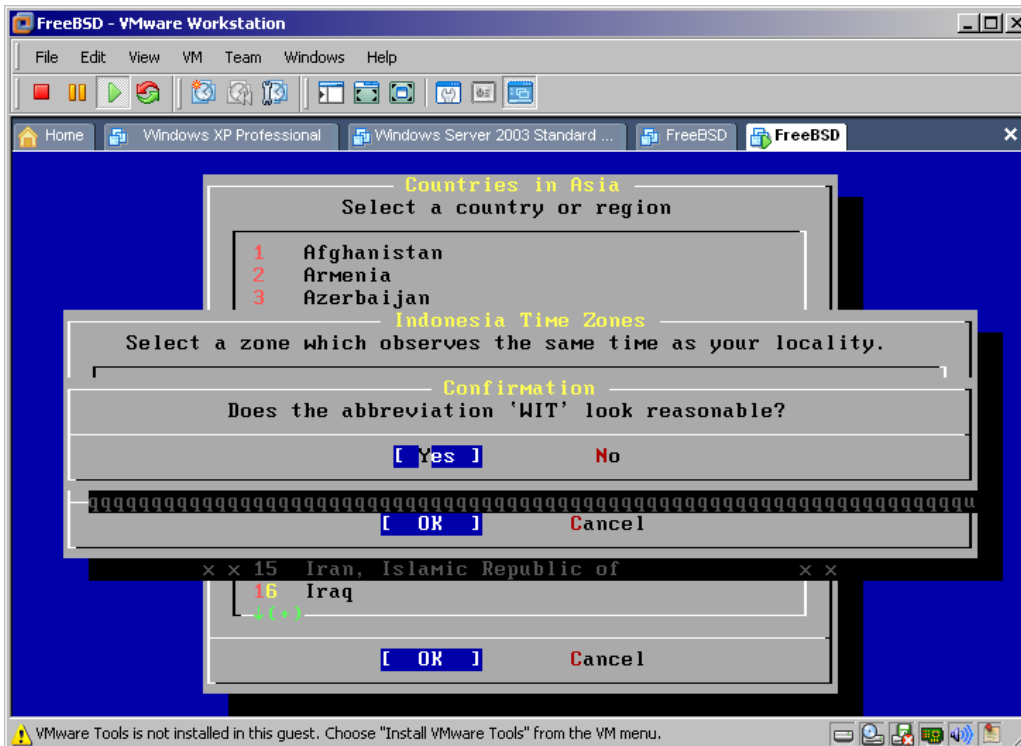 FreeBSD - VMware Workstation
File Edit View VM Team Windows Help
Home Windows XP Professional Windows Server 2003 Standard ... FreeBSD FreeBSD
Countries in Asia
Select a country or region
1 Afghanistan
2 Armenia
3 Azerbaijan
Indonesia Time Zones
Select a zone which observes the same time as your locality.
Confirmation
Does the abbreviation 'WIT' look reasonable?
[ Yes ] No
[ OK ] Cancel
x x 15 Iran, Islamic Republic of x x
16 Iraq
↓(+)
[ OK ] Cancel
VMware Tools is not installed in this guest. Choose "Install VMware Tools" from the VM menu.